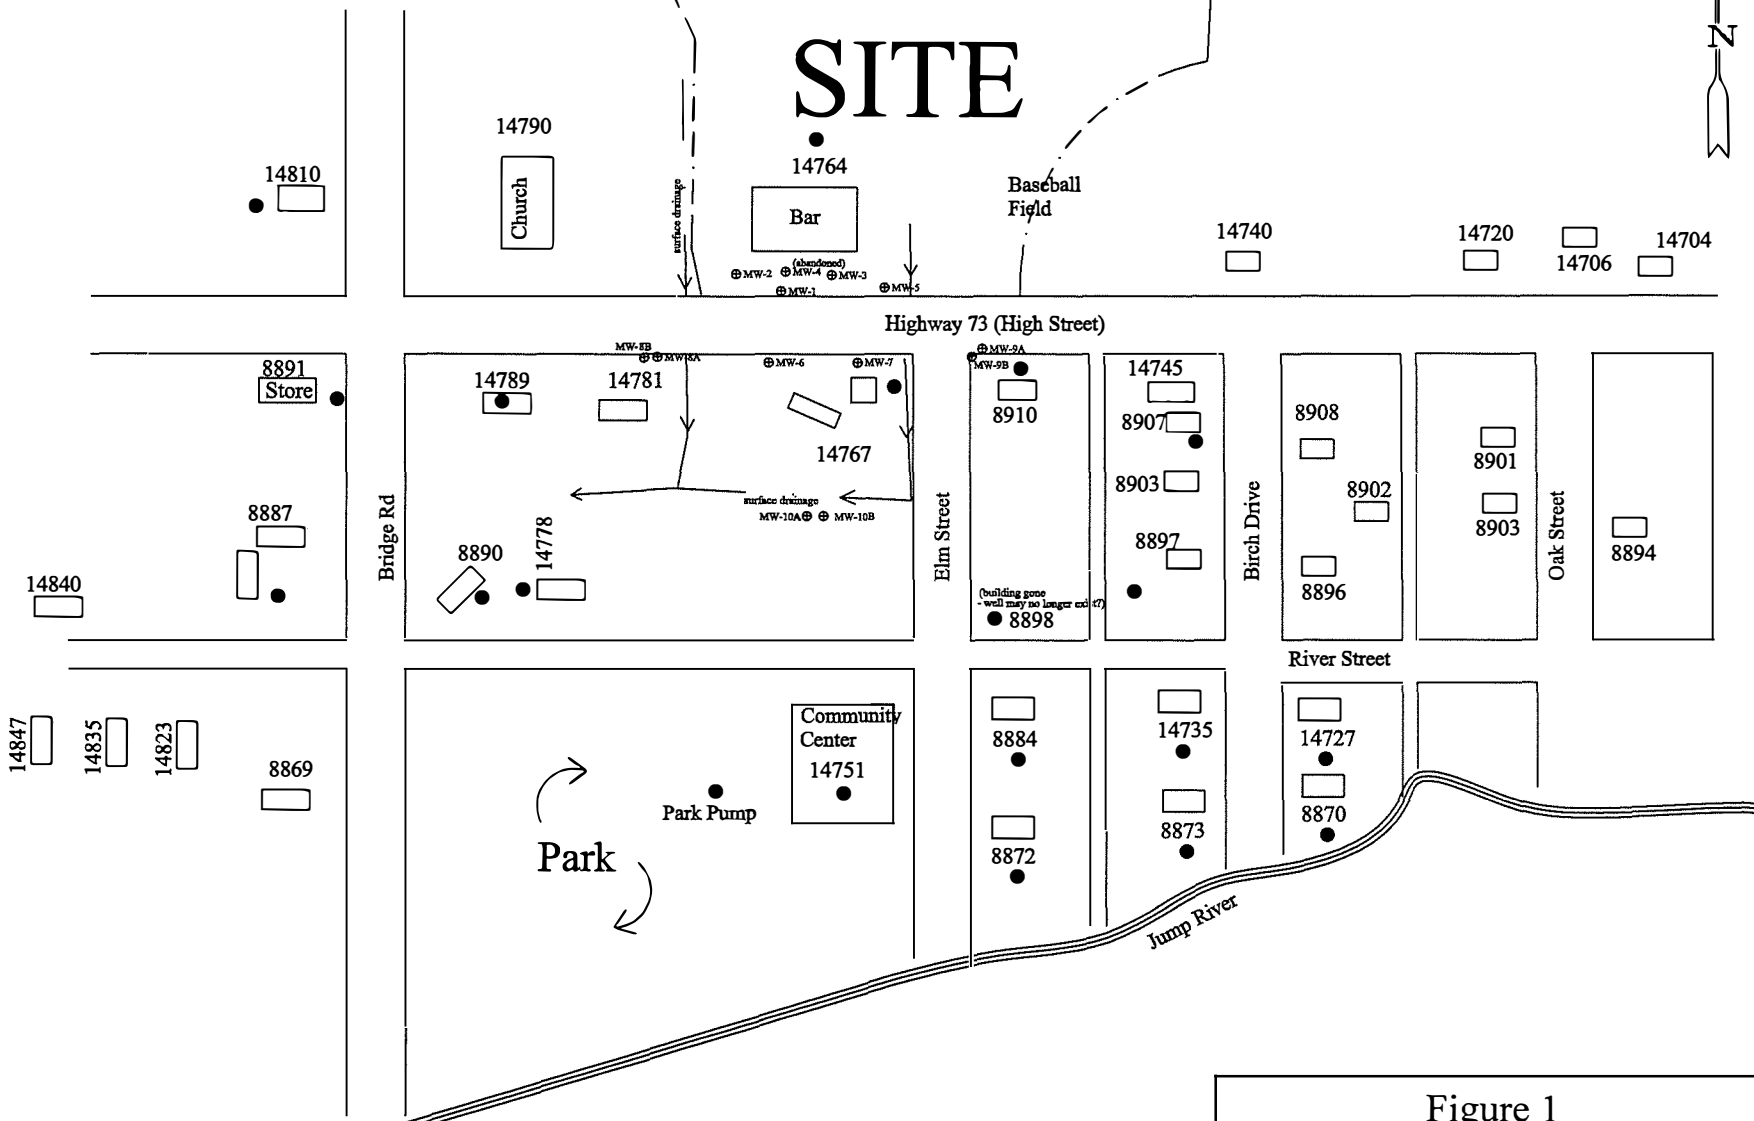 SITE
N
14790
14764
14810
Church
surface drainage
Bar
Baseball
Field
14740
14720
14706
14704
(abandoned)
MW-2
MW-4
MW-3
MW-1
MW-5
Highway 73 (High Street)
MW-8B
MW-8A
MW-6
MW-7
MW-9A
MW-9B
8891
Store
14789
14781
14767
8910
14745
8907
8903
8897
8908
8902
8896
8901
8903
8894
surface drainage
MW-10A
MW-10B
8887
Bridge Rd
8890
14778
Elm Street
Birch Drive
Oak Street
14840
(building gone
- well may no longer exist?)
8898
River Street
14847
14835
14823
8869
Community
Center
14751
Park Pump
Park
8884
8872
14735
8873
14727
8870
Jump River
Figure 1